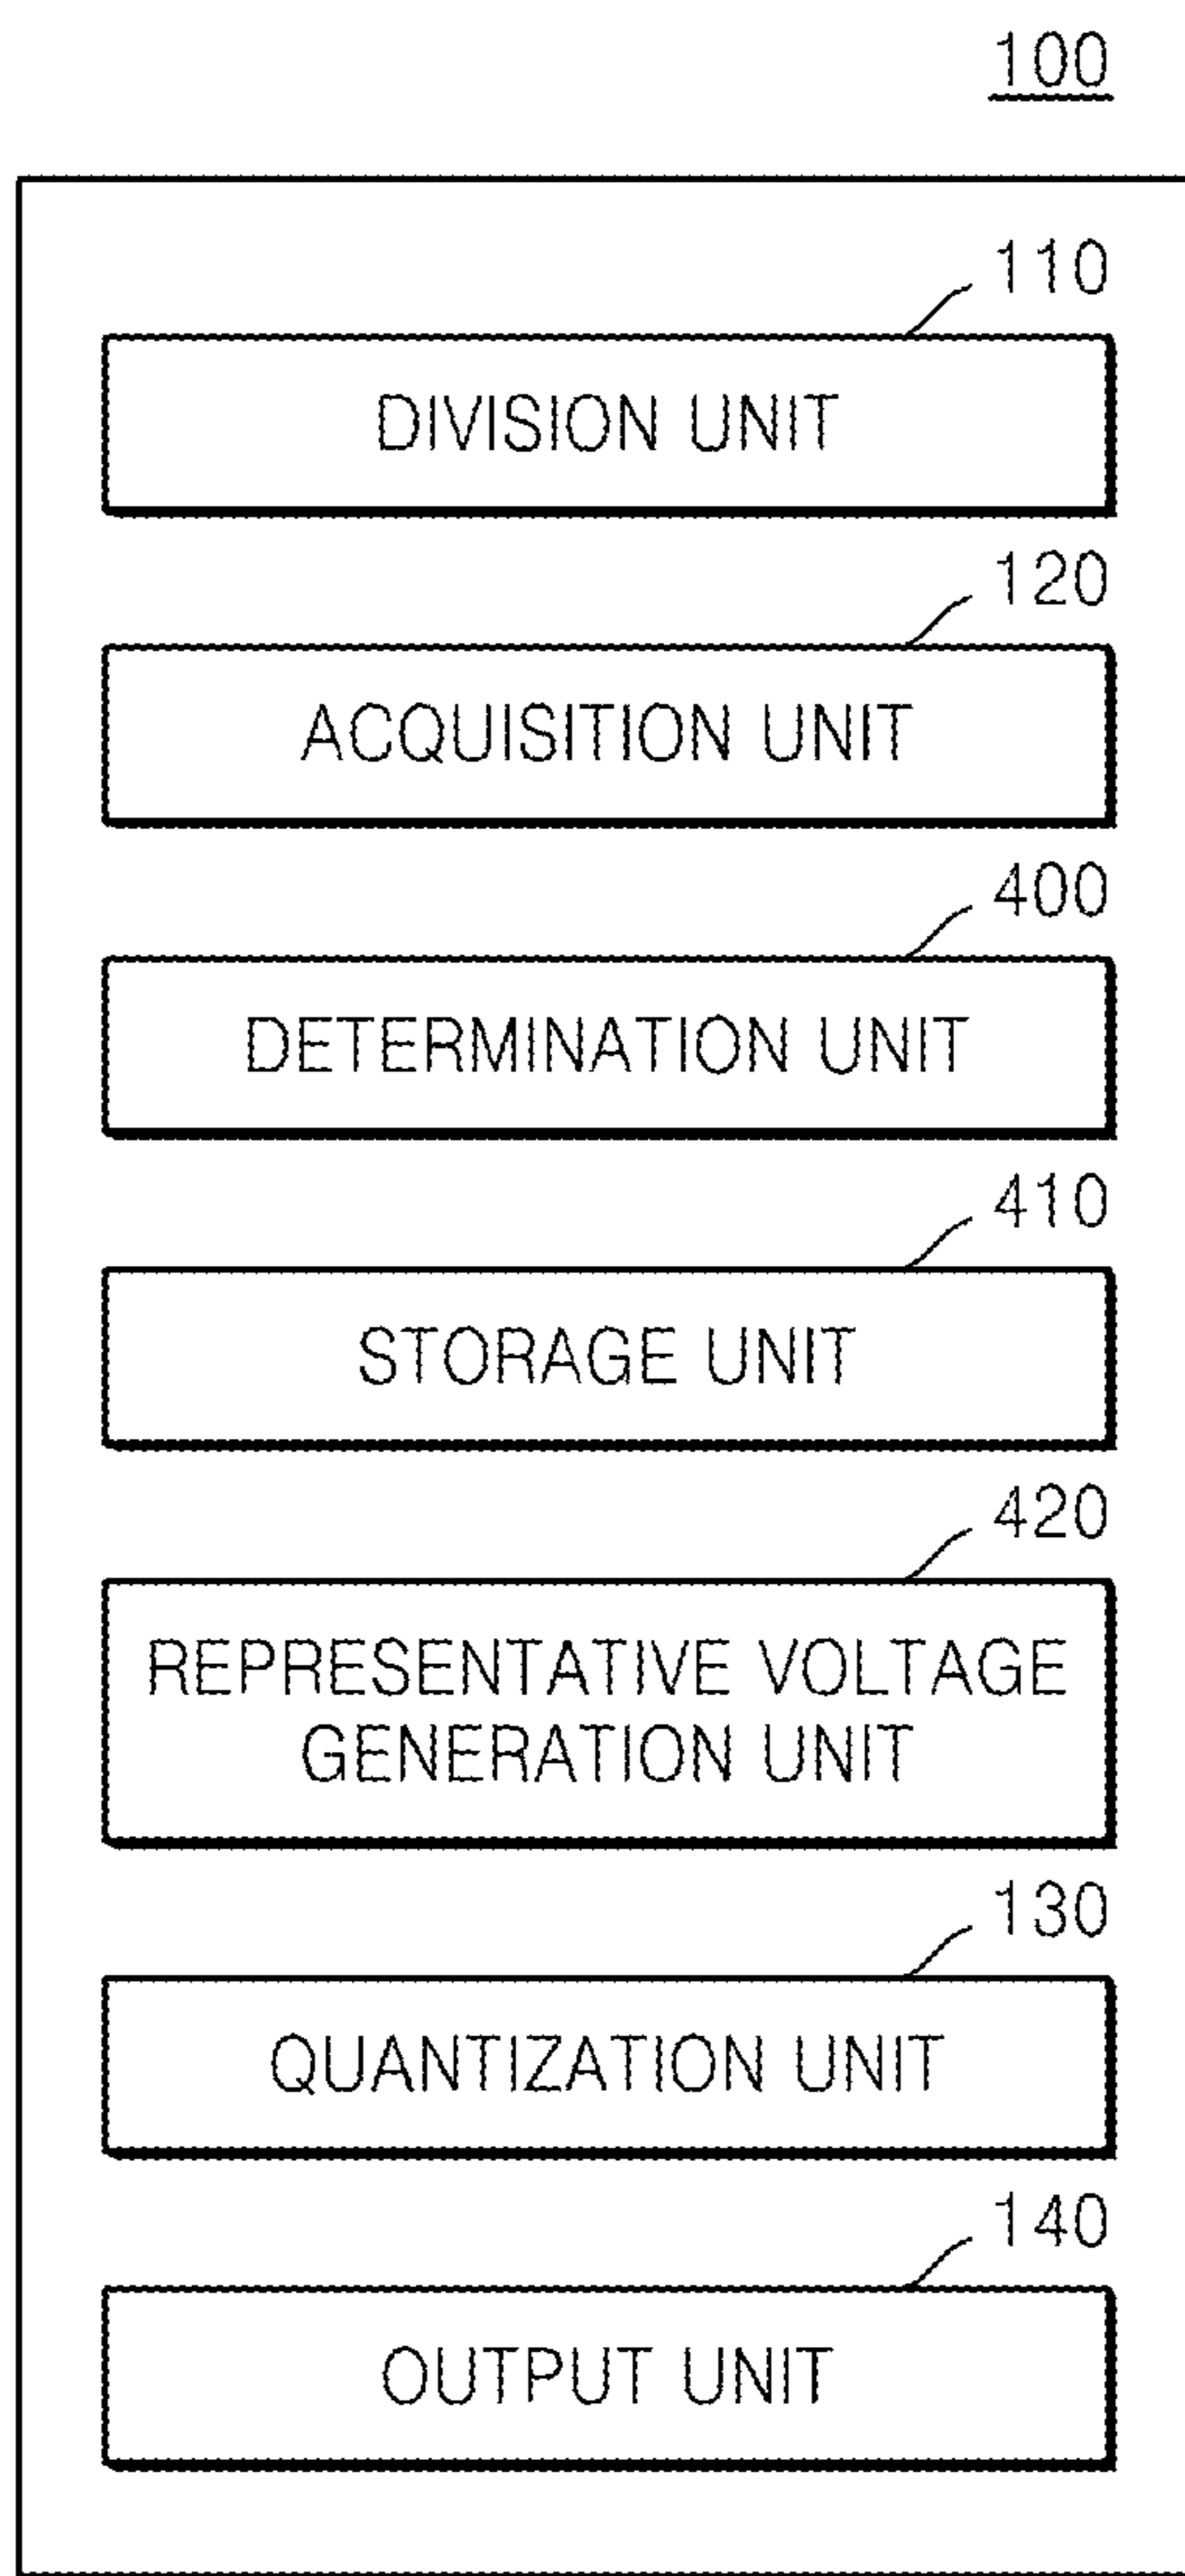 100
110
DIVISION UNIT
120
ACQUISITION UNIT
400
DETERMINATION UNIT
410
STORAGE UNIT
420
REPRESENTATIVE VOLTAGE
GENERATION UNIT
130
QUANTIZATION UNIT
140
OUTPUT UNIT